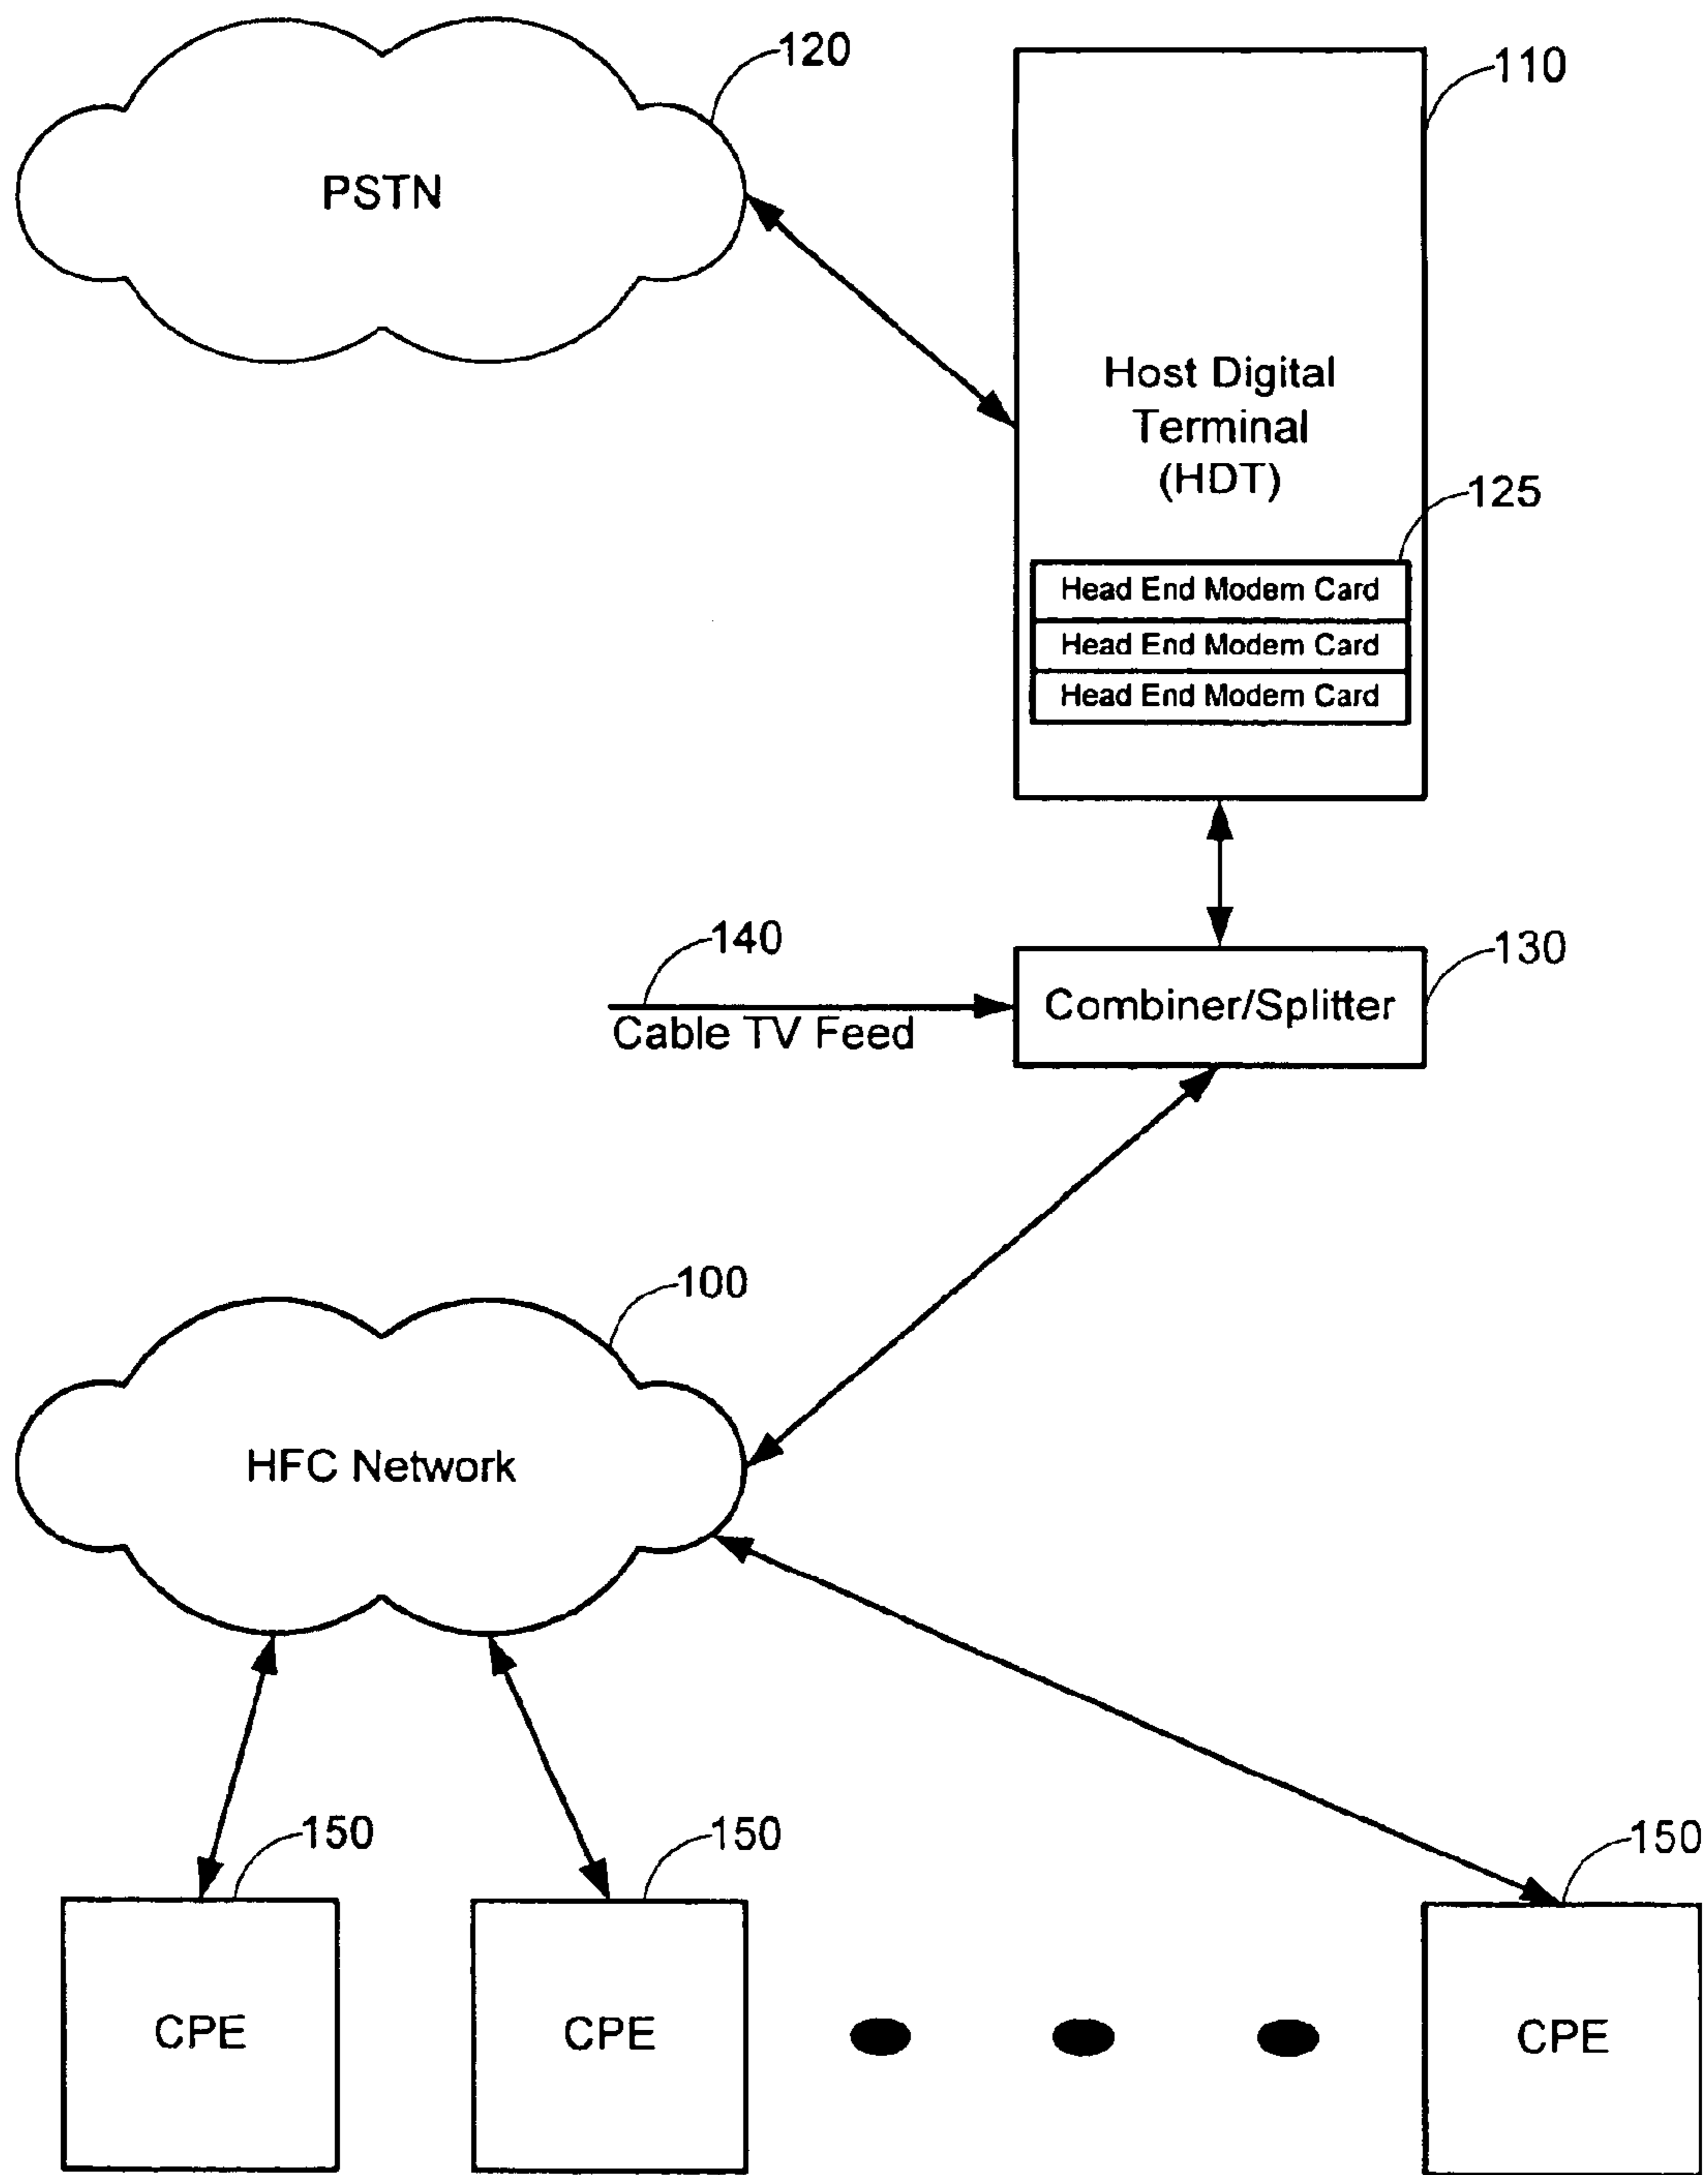 120
110
PSTN
Host Digital
Terminal
(HDT)
125
Head End Modem Card
Head End Modem Card
Head End Modem Card
140
130
Cable TV Feed
Combiner/Splitter
100
HFC Network
150
150
150
CPE
CPE
CPE